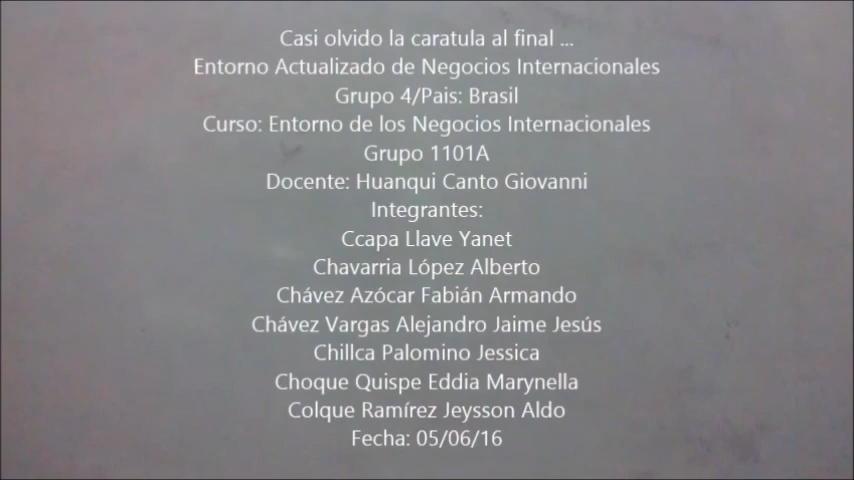 Casi olvido la caratula al final ...
Entorno Actualizado de Negocios Internacionales
Grupo 4/Pais: Brasil
Curso: Entorno de los Negocios Internacionales
Grupo 1101A
Docente: Huanqui Canto Giovanni
Integrantes:
Ccapa Llave Yanet
Chavarria López Alberto
Chávez Azócar Fabián Armando
Chávez Vargas Alejandro Jaime Jesús
Chillca Palomino Jessica
Choque Quispe Eddia Marynella
Colque Ramírez Jeysson Aldo
Fecha: 05/06/16